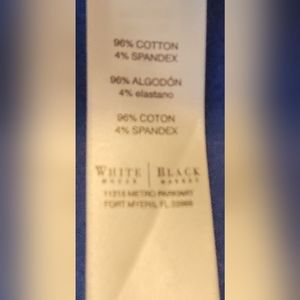 96% COTTON
4% SPANDEX
96% ALGODÓN
4% elastano
96% COTON
4% SPANDEX
WHITE | BLACK
HOUSE MARKET
11215 METRO PARKWAY
FORT MYERS, FL 33966